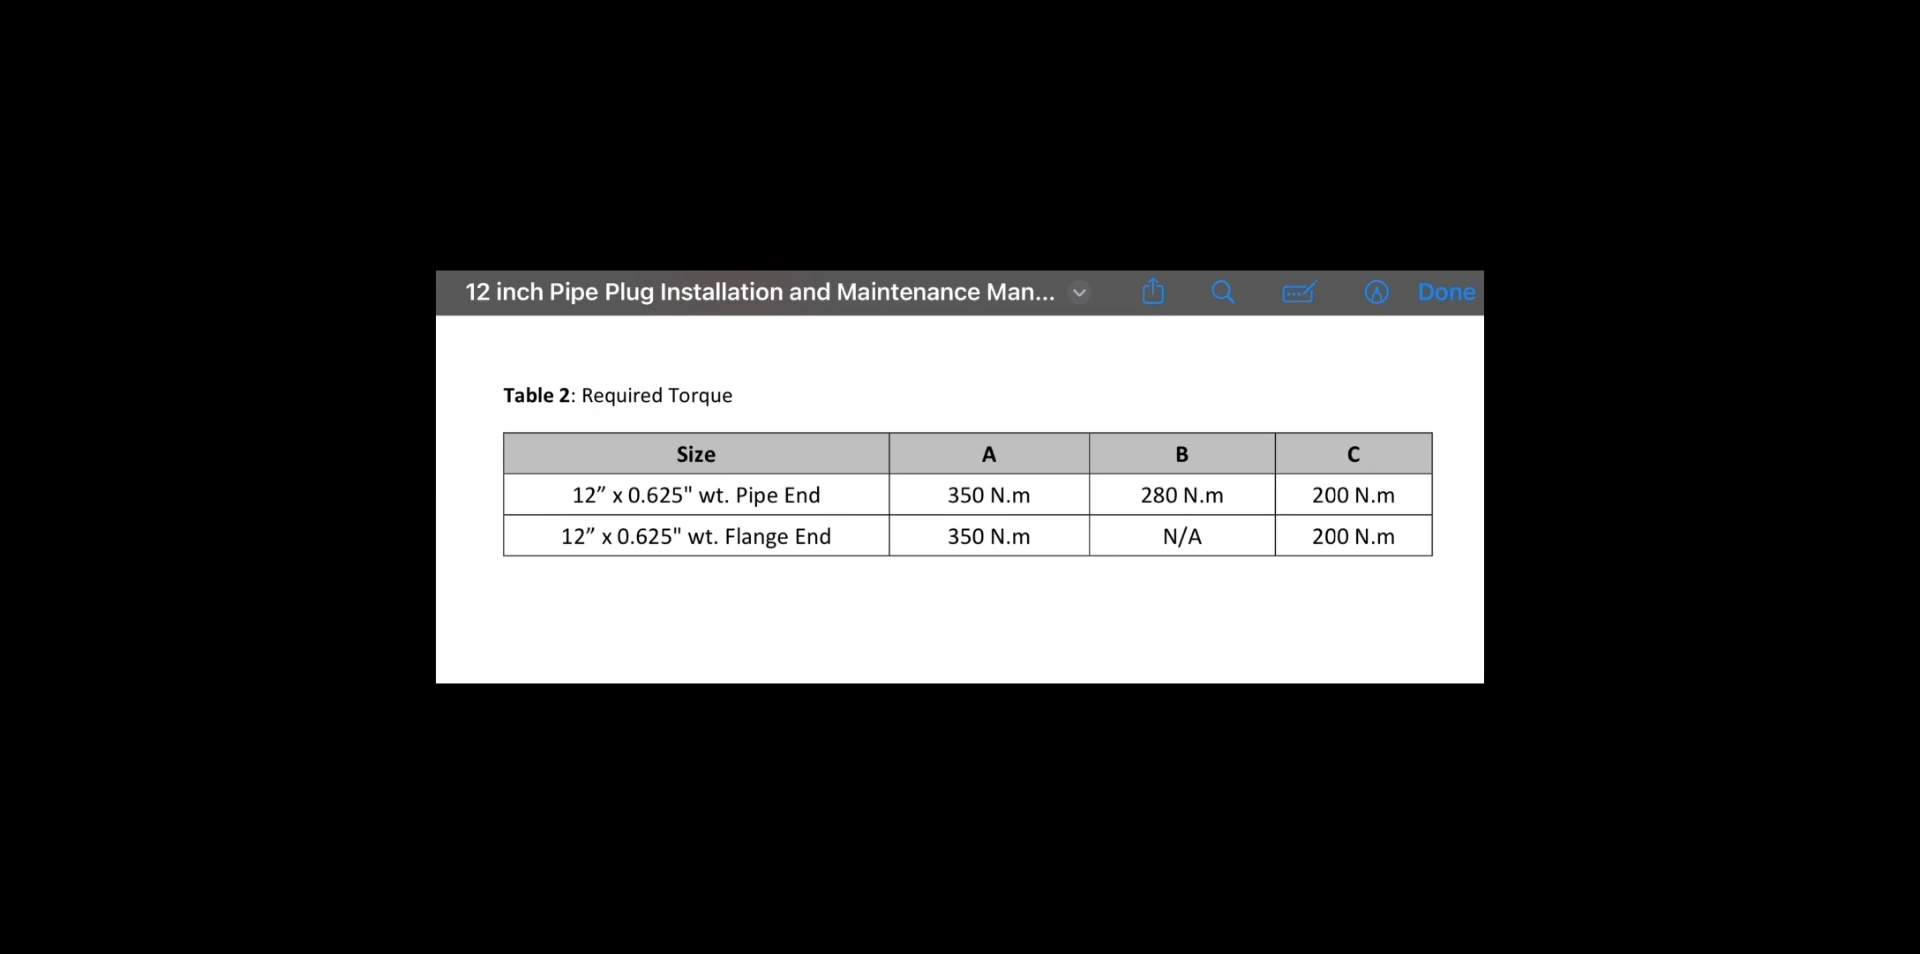 12 inch Pipe Plug Installation and Maintenance Man...
Done
Table 2: Required Torque
Size A B C
12” x 0.625" wt. Pipe End 350 N.m 280 N.m 200 N.m
12” x 0.625" wt. Flange End 350 N.m N/A 200 N.m